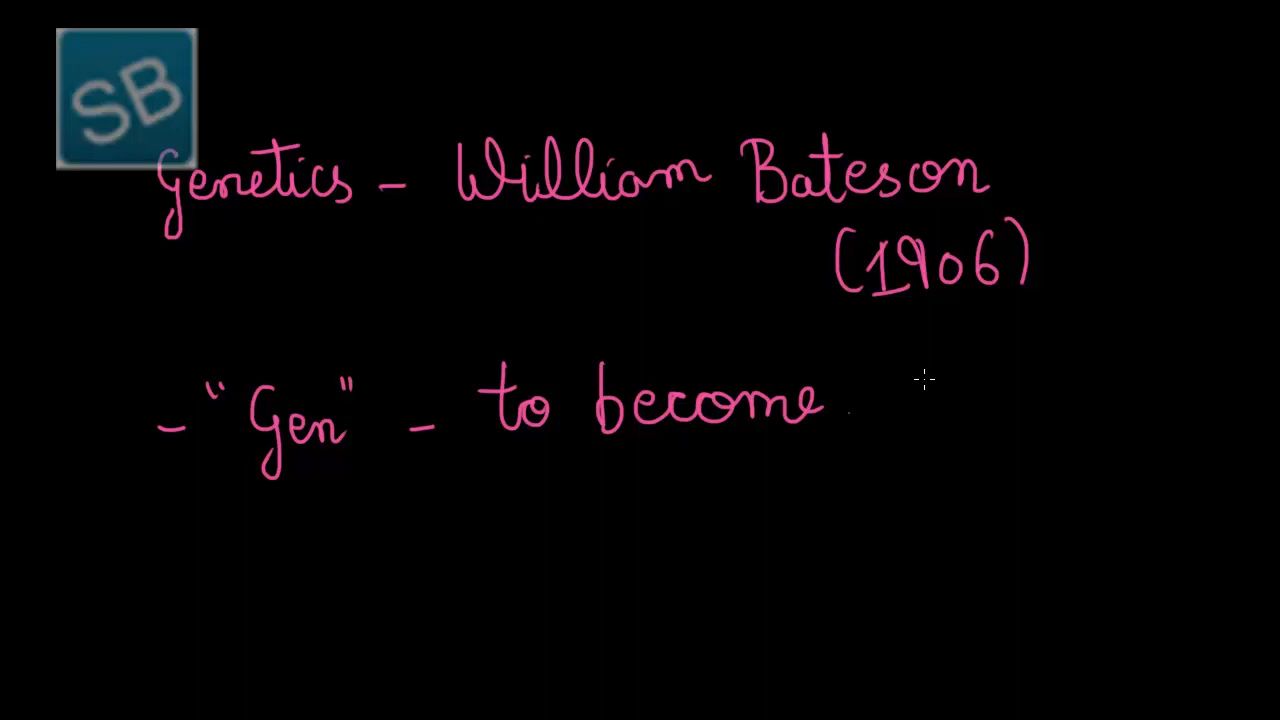 SB
Genetics - William Bateson
(1906)
- "Gen" - to become